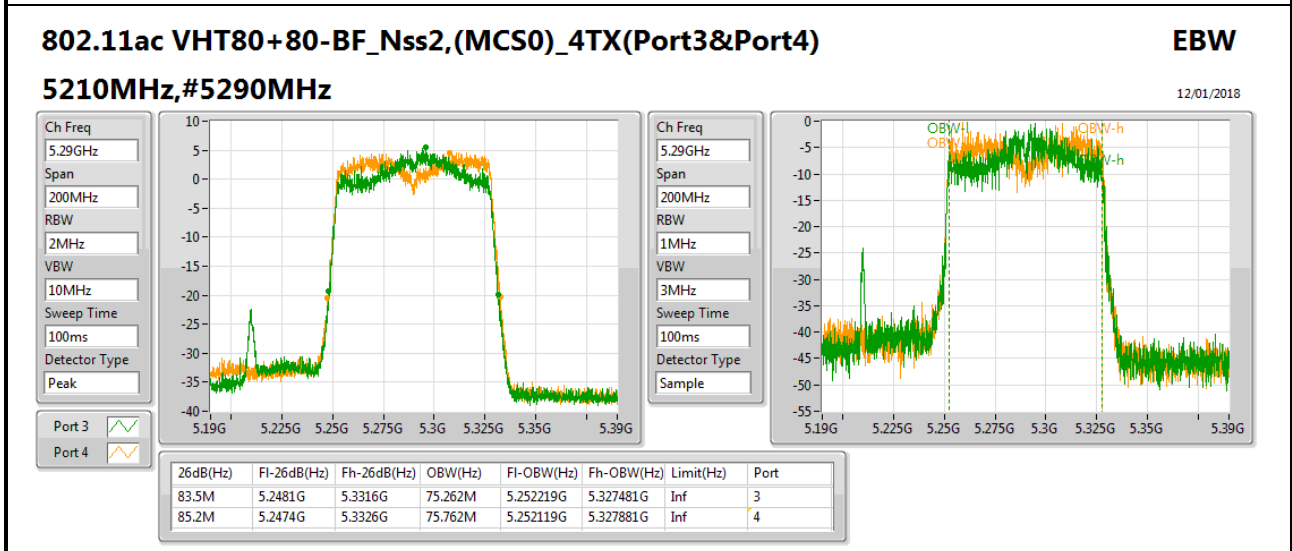 802.11ac VHT80+80-BF_Nss2,(MCS0)_4TX(Port3&Port4)
EBW
5210MHz,#5290MHz
12/01/2018
Ch Freq
5.29GHz
Span
200MHz
RBW
2MHz
VBW
10MHz
Sweep Time
100ms
Detector Type
Peak
Port 3
Port 4
10
5
0
-5
-10
-15
-20
-25
-30
-35
-40
5.19G 5.225G 5.25G 5.275G 5.3G 5.325G 5.35G 5.39G
Ch Freq
5.29GHz
Span
200MHz
RBW
1MHz
VBW
3MHz
Sweep Time
100ms
Detector Type
Sample
0
-5
-10
-15
-20
-25
-30
-35
-40
-45
-50
-55
OBW-l
OBW-h
5.19G 5.225G 5.25G 5.275G 5.3G 5.325G 5.35G 5.39G
26dB(Hz) Fl-26dB(Hz) Fh-26dB(Hz) OBW(Hz) Fl-OBW(Hz) Fh-OBW(Hz) Limit(Hz) Port
83.5M 5.2481G 5.3316G 75.262M 5.252219G 5.327481G Inf 3
85.2M 5.2474G 5.3326G 75.762M 5.252119G 5.327881G Inf 4